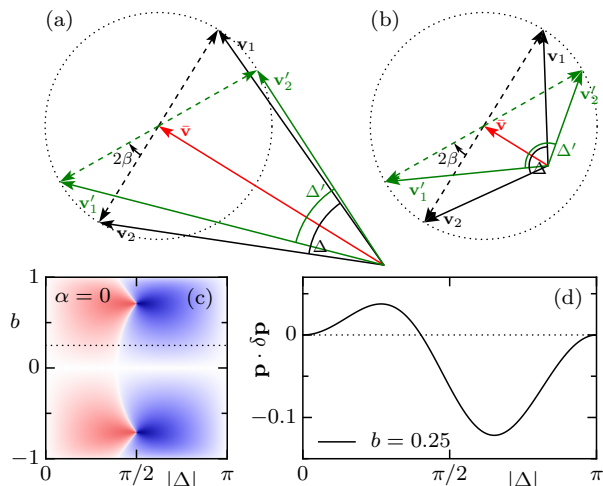 (a)
v₁
v′₂
v̄
2β
v′₁
v₂
Δ′
Δ
(b)
v₁
v′₂
v̄
2β
Δ′
Δ
v′₁
v₂
(c)
α = 0
1
b
0
−1
0
π/2
|Δ|
π
(d)
p · δp
0
−0.1
b = 0.25
0
π/2
|Δ|
π